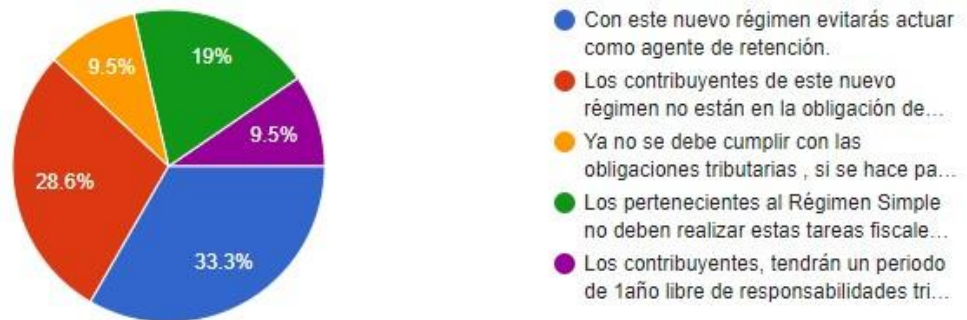 19%
9.5%
9.5%
28.6%
33.3%
Con este nuevo régimen evitarás actuar
como agente de retención.
Los contribuyentes de este nuevo
régimen no están en la obligación de...
Ya no se debe cumplir con las
obligaciones tributarias , si se hace pa...
Los pertenecientes al Régimen Simple
no deben realizar estas tareas fiscale...
Los contribuyentes, tendrán un periodo
de 1año libre de responsabilidades tri...